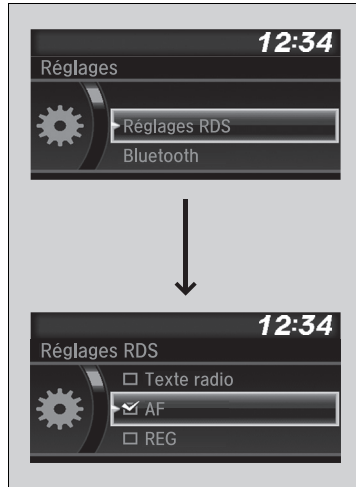 12:34
Réglages
Réglages RDS
Bluetooth
12:34
Réglages RDS
Texte radio
AF
REG